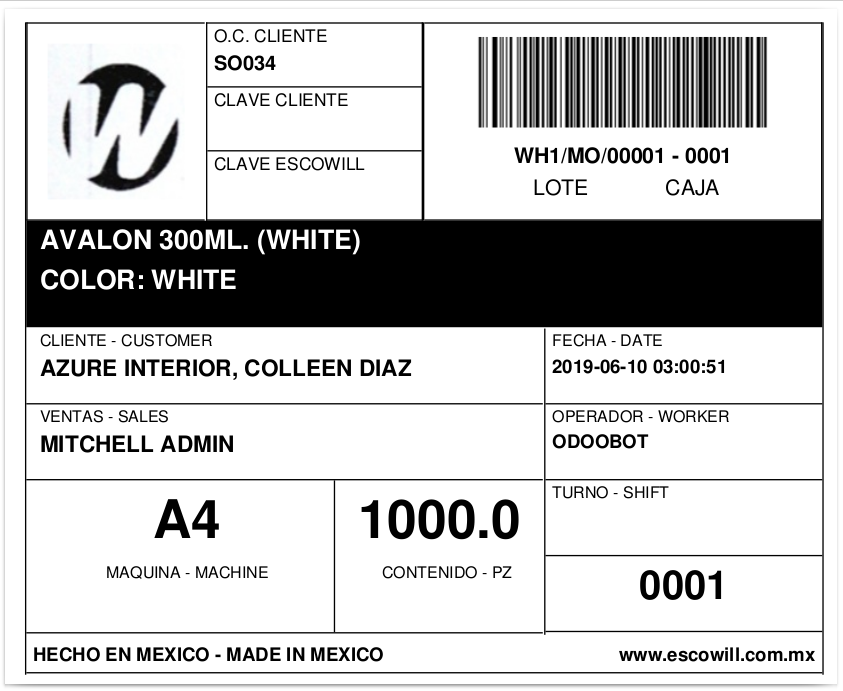 W
O.C. CLIENTE
SO034
CLAVE CLIENTE
CLAVE ESCOWILL
WH1/MO/00001 - 0001
LOTE CAJA
AVALON 300ML. (WHITE)
COLOR: WHITE
CLIENTE - CUSTOMER
AZURE INTERIOR, COLLEEN DIAZ
FECHA - DATE
2019-06-10 03:00:51
VENTAS - SALES
MITCHELL ADMIN
OPERADOR - WORKER
ODOOBOT
A4
MAQUINA - MACHINE
1000.0
CONTENIDO - PZ
TURNO - SHIFT
0001
HECHO EN MEXICO - MADE IN MEXICO
www.escowill.com.mx